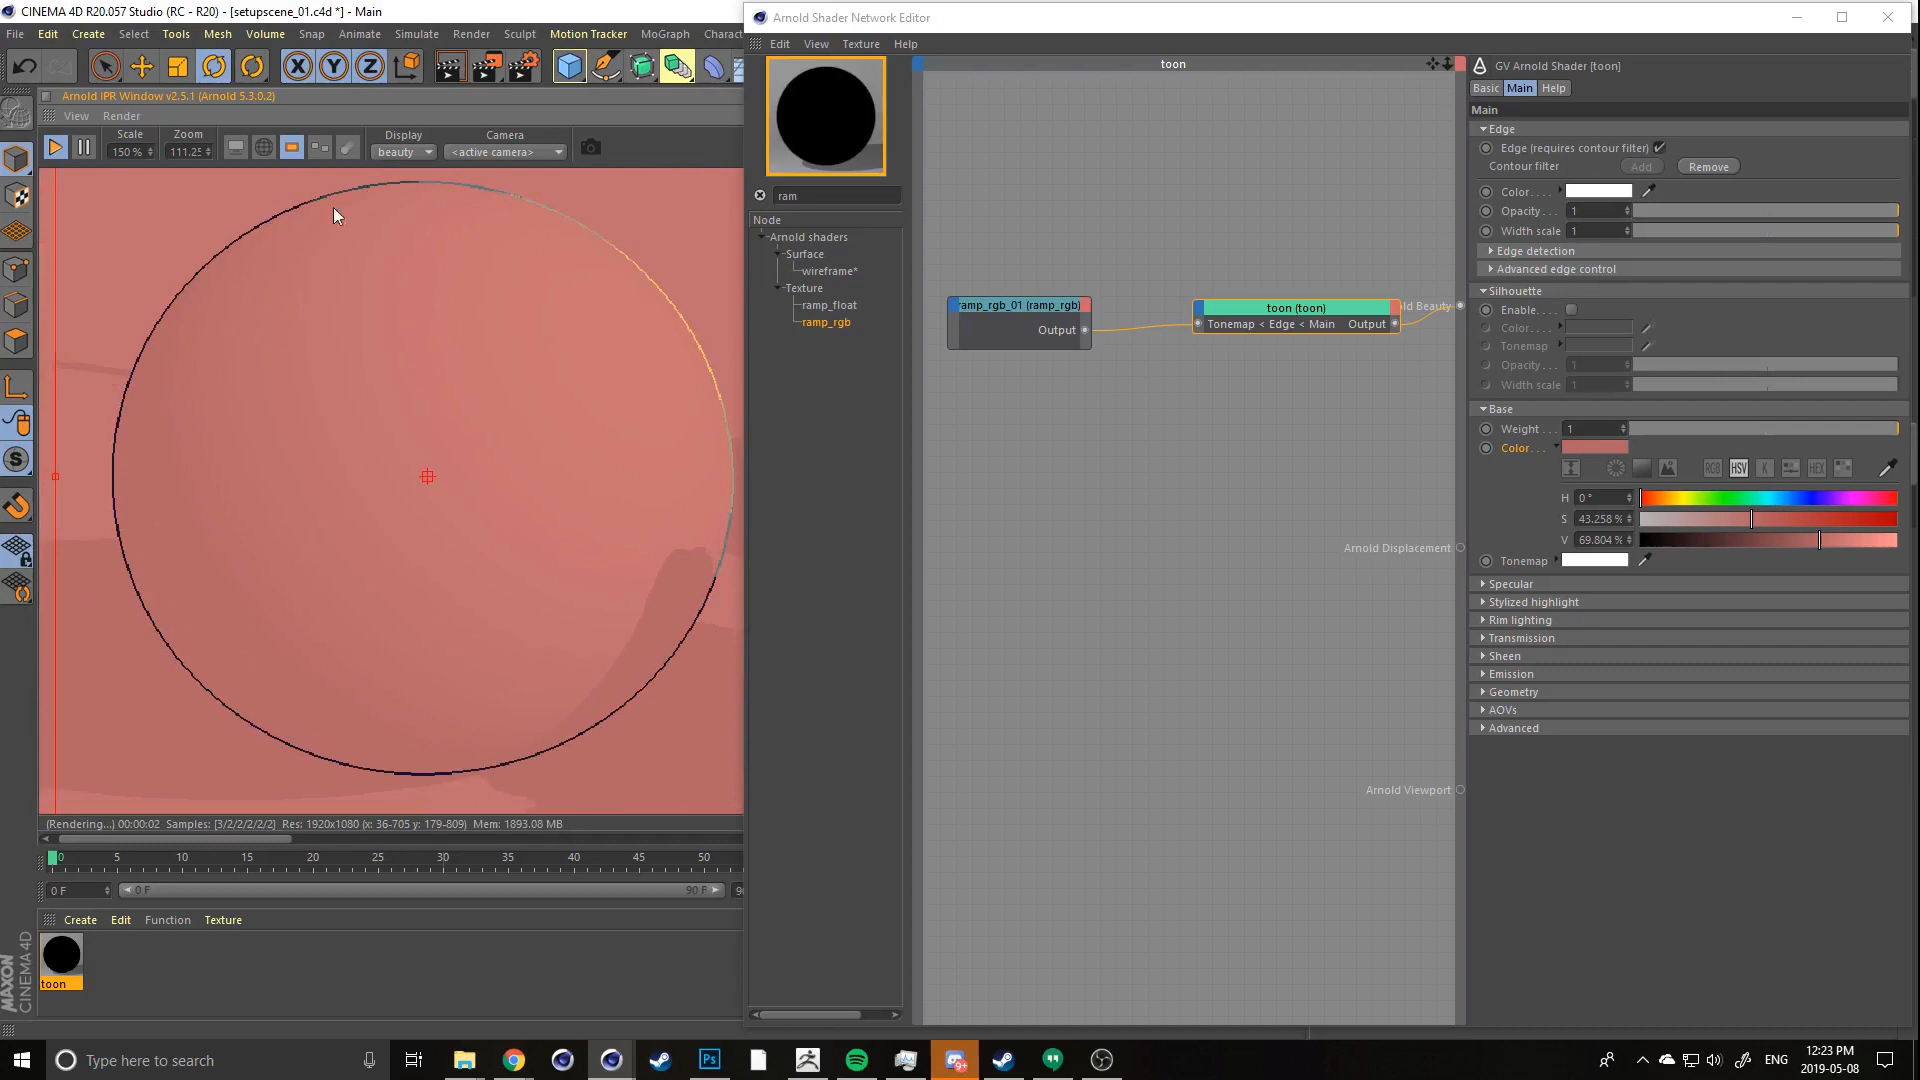 CINEMA 4D R20.057 Studio (RC - R20) - [setupscene_01.c4d *] - Main
File Edit Create Select Tools Mesh Volume Snap Animate Simulate Render Sculpt Motion Tracker MoGraph Charact
Arnold IPR Window v2.5.1 (Arnold 5.3.0.2)
View Render
Scale Zoom Display Camera
150 % 111.25 beauty <active camera>
(Rendering...) 00:00:02 Samples: [3/2/2/2/2/2] Res: 1920x1080 (x: 36-705 y: 179-809) Mem: 1893.08 MB
0 5 10 15 20 25 30 35 40 45 50
0 F 0 F 90 F 90
Create Edit Function Texture
toon
MAXON
CINEMA 4D
Arnold Shader Network Editor
Edit View Texture Help
ram
Node
Arnold shaders
Surface
wireframe*
Texture
ramp_float
ramp_rgb
toon
ramp_rgb_01 (ramp_rgb)
Output
toon (toon)
Tonemap < Edge < Main Output
ld Beauty
Arnold Displacement
Arnold Viewport
GV Arnold Shader [toon]
Basic Main Help
Main
Edge
Edge (requires contour filter)
Contour filter Add Remove
Color. . . .
Opacity . . . 1
Width scale 1
Edge detection
Advanced edge control
Silhouette
Enable. . . .
Color. . . .
Tonemap
Opacity. . . 1
Width scale 1
Base
Weight . . . 1
Color. . . .
RGB HSV K HEX
H 0 °
S 43.258 %
V 69.804 %
Tonemap
Specular
Stylized highlight
Rim lighting
Transmission
Sheen
Emission
Geometry
AOVs
Advanced
Type here to search
Ps
9+
ENG
12:23 PM
2019-05-08